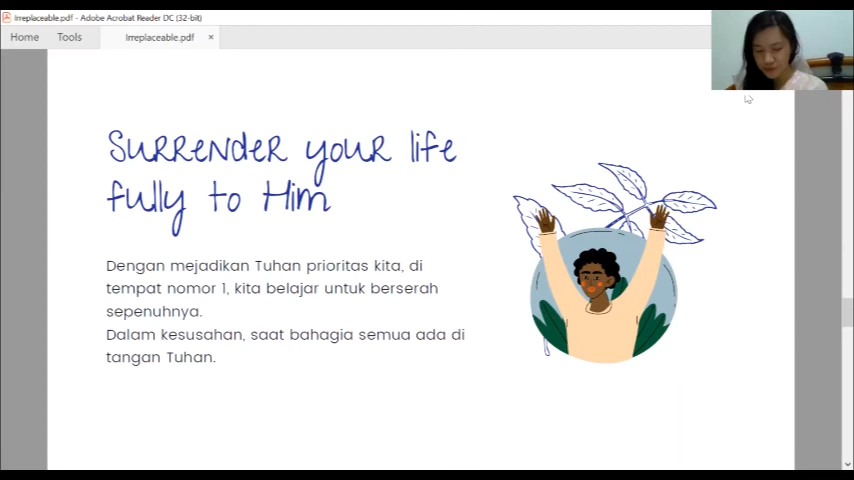 Irreplaceable.pdf - Adobe Acrobat Reader DC (32-bit)
Home Tools Irreplaceable.pdf ×
Surrender your life
fully to Him
Dengan mejadikan Tuhan prioritas kita, di
tempat nomor 1, kita belajar untuk berserah
sepenuhnya.
Dalam kesusahan, saat bahagia semua ada di
tangan Tuhan.